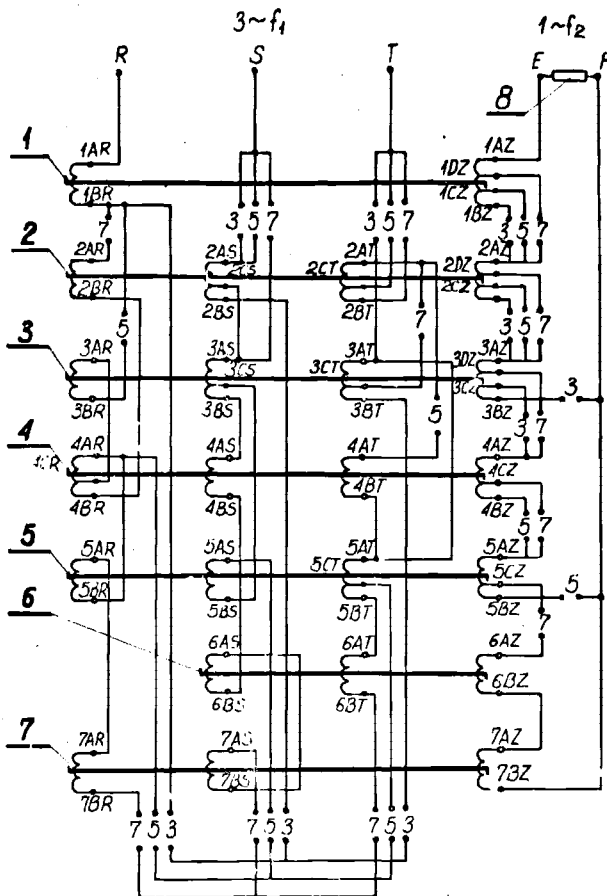 3~f₁ 1~f₂
R S T E F
8
1 1AR 1AZ
1DZ
1CZ
1BR 1BZ
7 3 5 7 3 5 7 3 5 7
2 2AR 2AS 2AT 2AZ
2CS 2CT 2DZ
2CZ
2BR 2BS 2BT
7
5 3 5 7
3 3AR 3AS 3AT 3AZ
3CS 3CT 3DZ
3CZ
3BR 3BS 3BT 3BZ 3
5 3 7
4 4AR 4AS 4AT 4AZ
4CR 4CZ
4BR 4BS 4BT 4BZ
5 7
5 5AR 5AS 5AT 5AZ
5CT 5CZ
5BR 5BS 5BT 5BZ 5
7
6 6AS 6AT 6AZ
6BS 6BT 6BZ
7 7AR 7AS 7AZ
7BR 7BS 7BZ
7 5 3 7 5 3 7 5 3